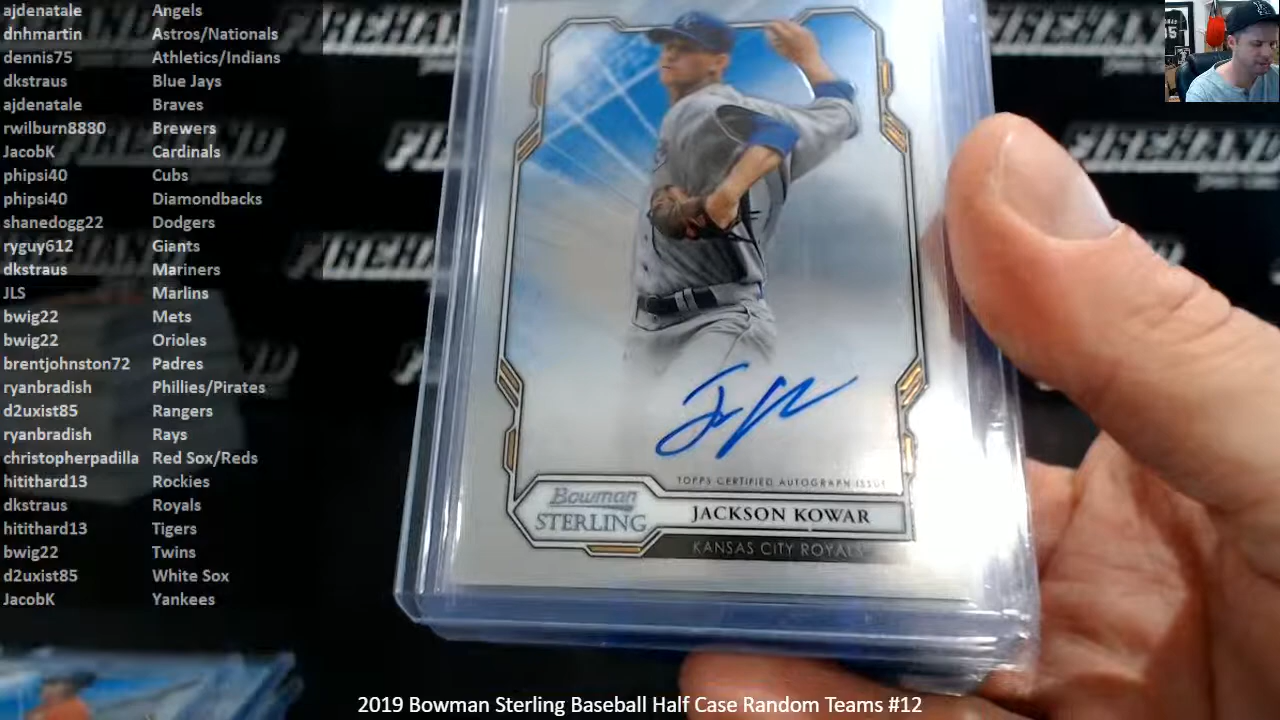 ajdenatale Angels
dnhmartin Astros/Nationals
dennis75 Athletics/Indians
dkstraus Blue Jays
ajdenatale Braves
rwilburn8880 Brewers
JacobK Cardinals
phipsi40 Cubs
phipsi40 Diamondbacks
shanedogg22 Dodgers
ryguy612 Giants
dkstraus Mariners
JLS Marlins
bwig22 Mets
bwig22 Orioles
brentjohnston72 Padres
ryanbradish Phillies/Pirates
d2uxist85 Rangers
ryanbradish Rays
christopherpadilla Red Sox/Reds
hitithard13 Rockies
dkstraus Royals
hitithard13 Tigers
bwig22 Twins
d2uxist85 White Sox
JacobK Yankees
FIREHAND
TOPPS CERTIFIED AUTOGRAPH ISSUE
Bowman
STERLING
JACKSON KOWAR
KANSAS CITY ROYALS
2019 Bowman Sterling Baseball Half Case Random Teams #12